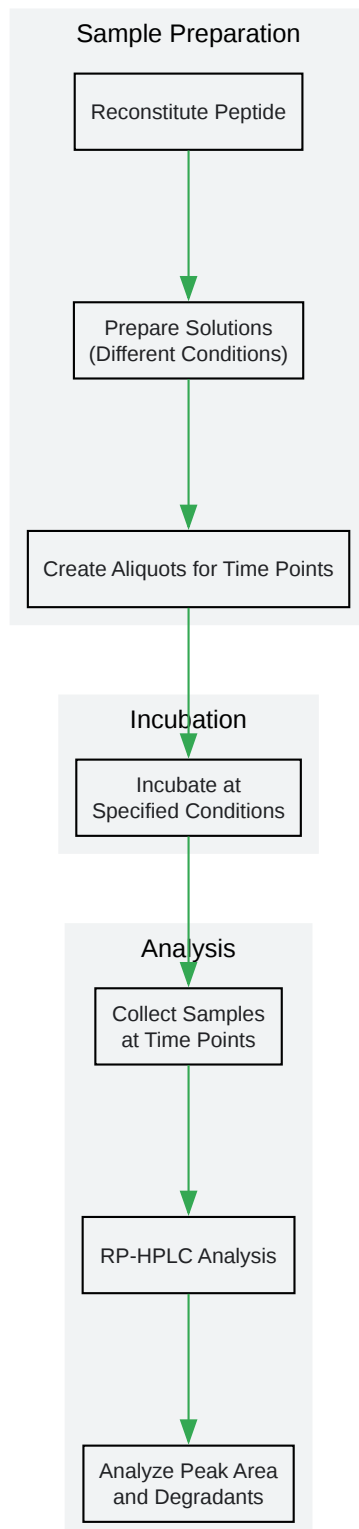 Sample Preparation
Reconstitute Peptide
Prepare Solutions
(Different Conditions)
Create Aliquots for Time Points
Incubation
Incubate at
Specified Conditions
Analysis
Collect Samples
at Time Points
RP-HPLC Analysis
Analyze Peak Area
and Degradants